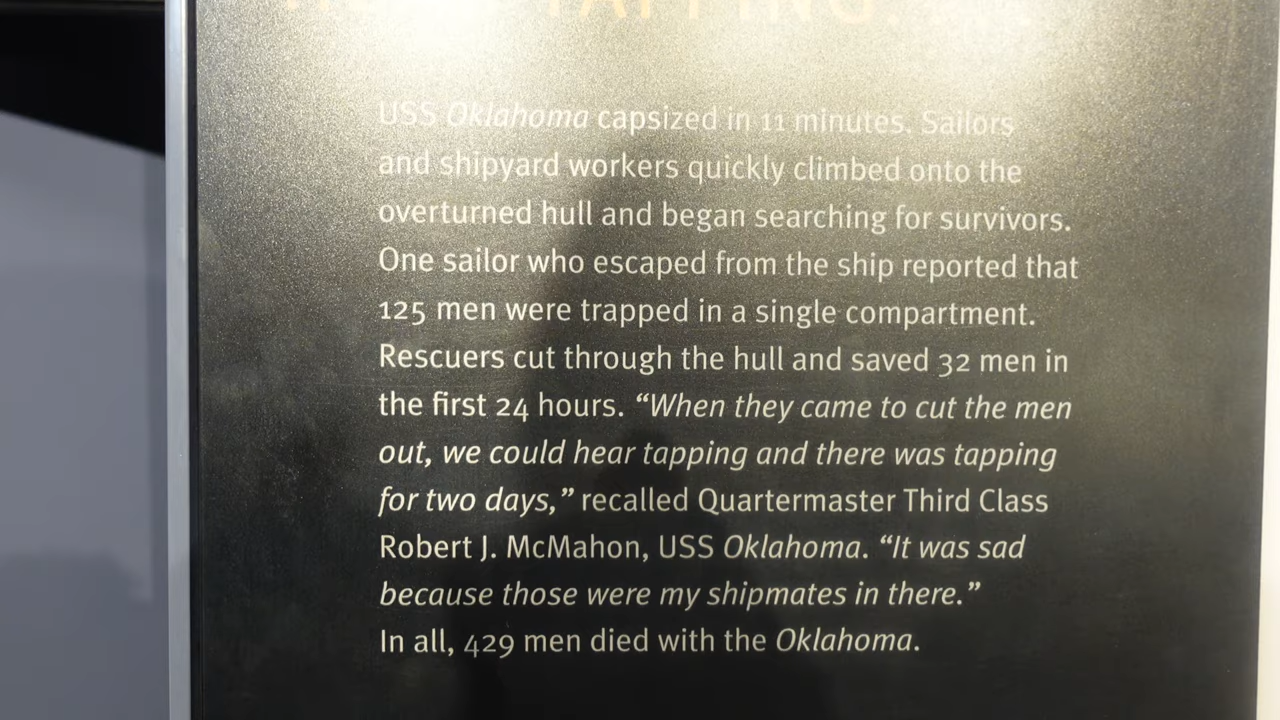 TAPPING
USS Oklahoma capsized in 11 minutes. Sailors
and shipyard workers quickly climbed onto the
overturned hull and began searching for survivors.
One sailor who escaped from the ship reported that
125 men were trapped in a single compartment.
Rescuers cut through the hull and saved 32 men in
the first 24 hours. “When they came to cut the men
out, we could hear tapping and there was tapping
for two days,” recalled Quartermaster Third Class
Robert J. McMahon, USS Oklahoma. “It was sad
because those were my shipmates in there.”
In all, 429 men died with the Oklahoma.